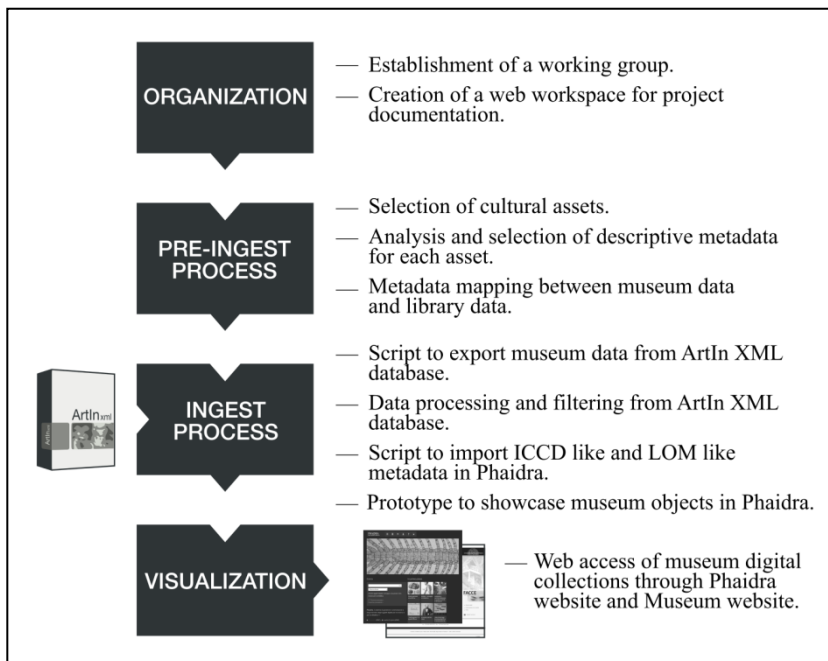 ORGANIZATION
— Establishment of a working group.
— Creation of a web workspace for project
documentation.
PRE-INGEST
PROCESS
— Selection of cultural assets.
— Analysis and selection of descriptive metadata
for each asset.
— Metadata mapping between museum data
and library data.
ArtIn xml
INGEST
PROCESS
— Script to export museum data from ArtIn XML
database.
— Data processing and filtering from ArtIn XML
database.
— Script to import ICCD like and LOM like
metadata in Phaidra.
— Prototype to showcase museum objects in Phaidra.
VISUALIZATION
— Web access of museum digital
collections through Phaidra
website and Museum website.